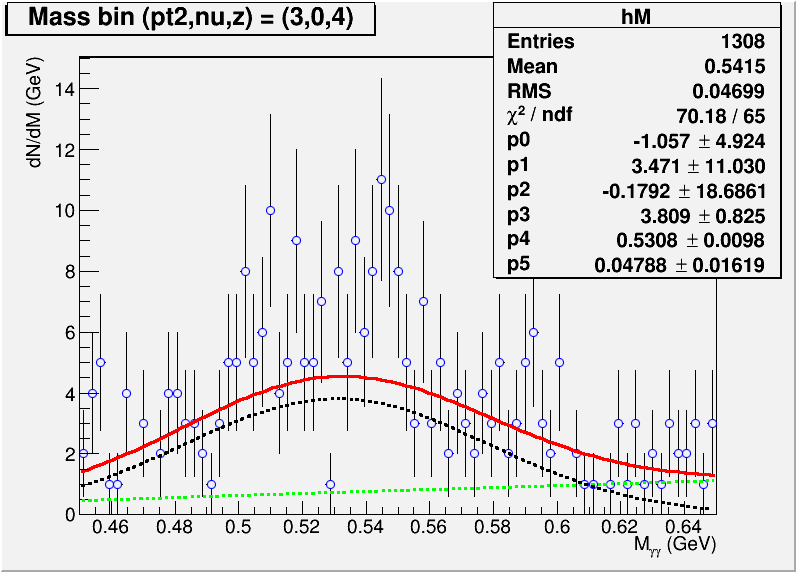 Mass bin (pt2,nu,z) = (3,0,4)
hM
Entries 1308
Mean 0.5415
RMS 0.04699
χ² / ndf 70.18 / 65
p0 -1.057 ± 4.924
p1 3.471 ± 11.030
p2 -0.1792 ± 18.6861
p3 3.809 ± 0.825
p4 0.5308 ± 0.0098
p5 0.04788 ± 0.01619
dN/dM (GeV)
14
12
10
8
6
4
2
0
0.46 0.48 0.5 0.52 0.54 0.56 0.58 0.6 0.62 0.64
Mγγ (GeV)